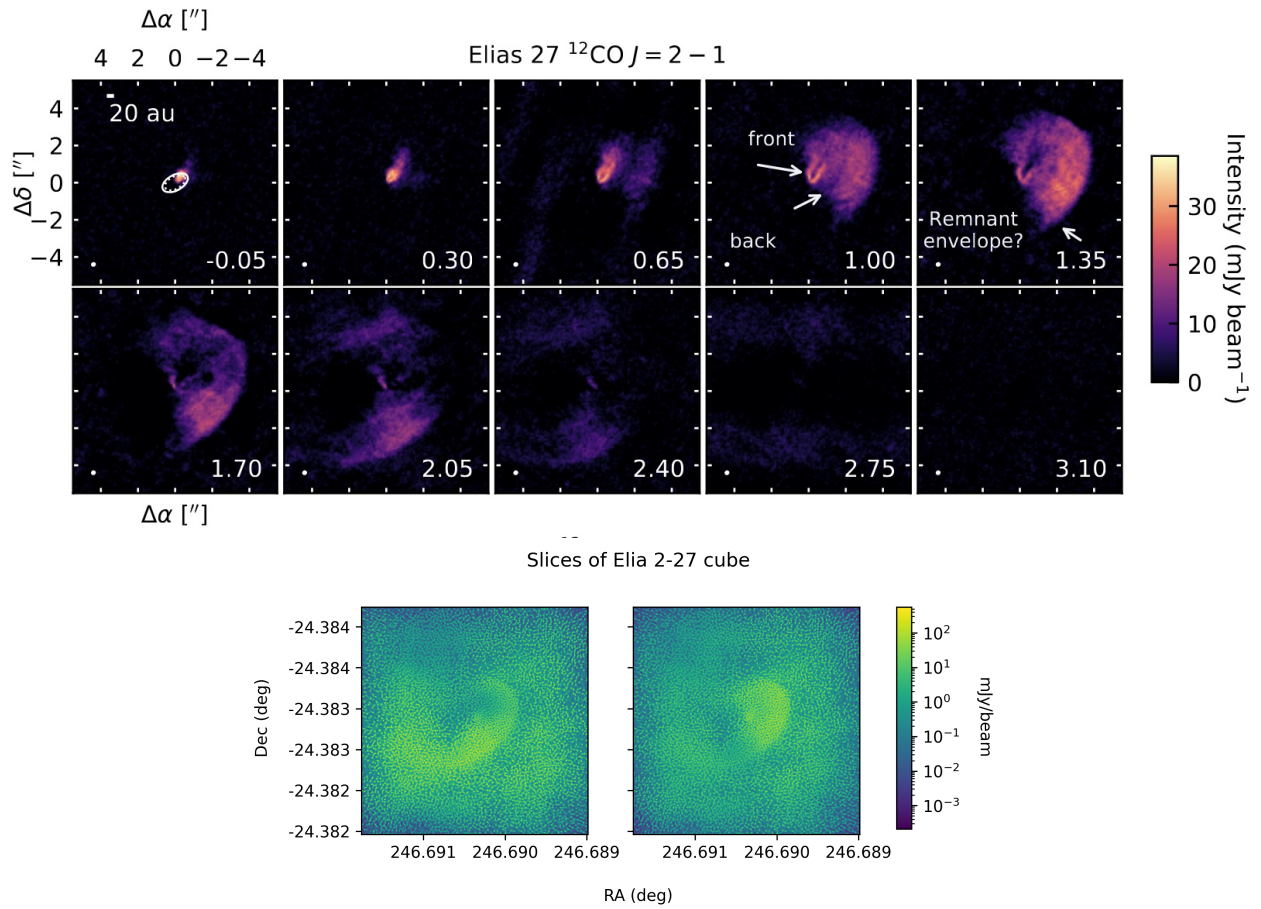 Δα [″]
4 2 0 −2−4
Elias 27 ¹²CO J = 2 − 1
Δδ [″]
4
2
0
−2
−4
20 au
-0.05
0.30
0.65
front
back
1.00
Remnant
envelope?
1.35
1.70
2.05
2.40
2.75
3.10
30
20
10
0
Intensity (mJy beam⁻¹)
Δα [″]
Slices of Elia 2-27 cube
Dec (deg)
-24.384
-24.384
-24.383
-24.383
-24.382
-24.382
246.691 246.690 246.689
246.691 246.690 246.689
10²
10¹
10⁰
10⁻¹
10⁻²
10⁻³
mJy/beam
RA (deg)